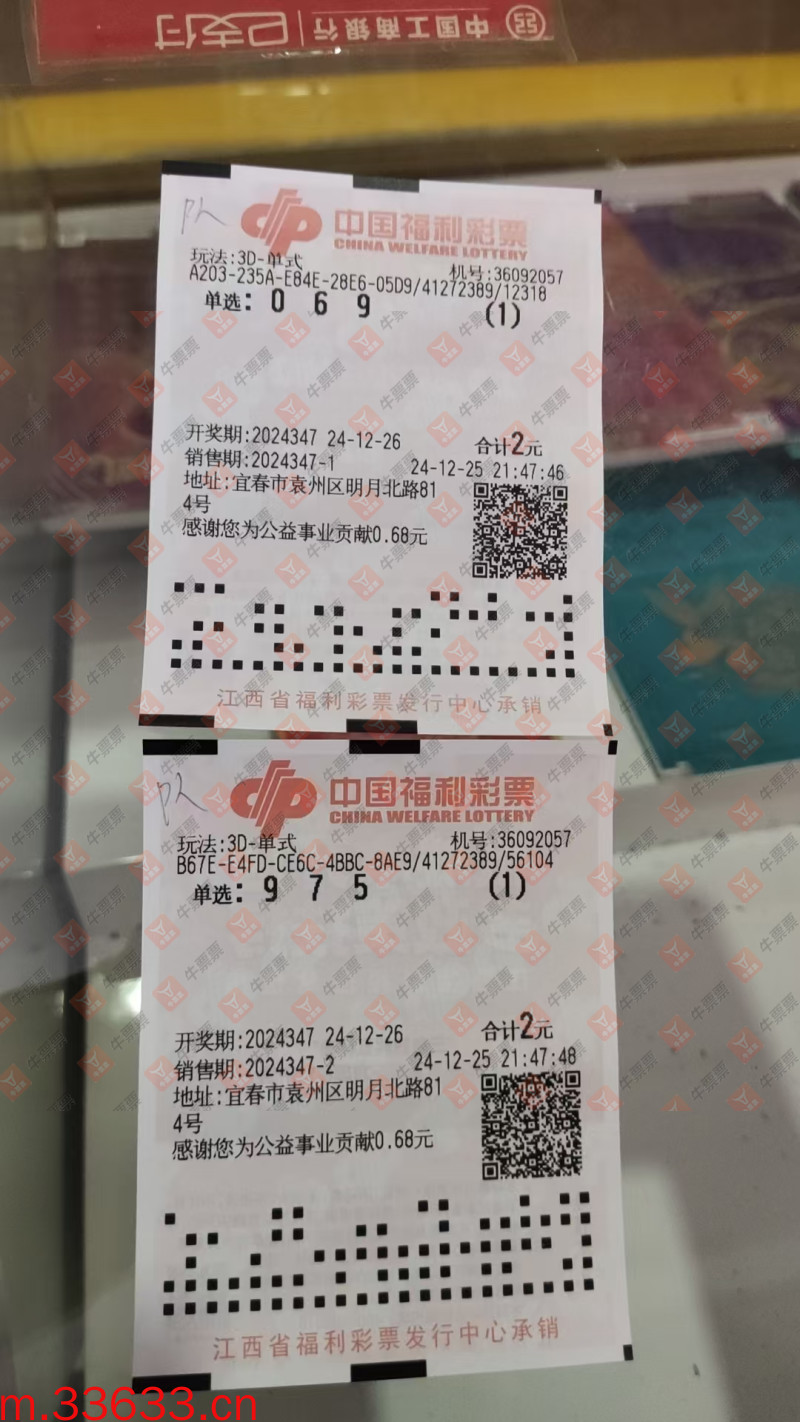 中国工商银行 已支付
中国福利彩票
CHINA WELFARE LOTTERY
玩法:3D-单式 机号:36092057
A203-235A-E84E-28E6-05D9/41272389/12318
单选: 0 6 9 (1)
开奖期:2024347 24-12-26 合计2元
销售期:2024347-1 24-12-25 21:47:46
地址:宜春市袁州区明月北路81
4号
感谢您为公益事业贡献0.68元
江西省福利彩票发行中心承销
中国福利彩票
CHINA WELFARE LOTTERY
玩法:3D-单式 机号:36092057
B67E-E4FD-CE6C-4BBC-8AE9/41272389/56104
单选: 9 7 5 (1)
开奖期:2024347 24-12-26 合计2元
销售期:2024347-2 24-12-25 21:47:48
地址:宜春市袁州区明月北路81
4号
感谢您为公益事业贡献0.68元
江西省福利彩票发行中心承销
牛票票
m.33633.cn